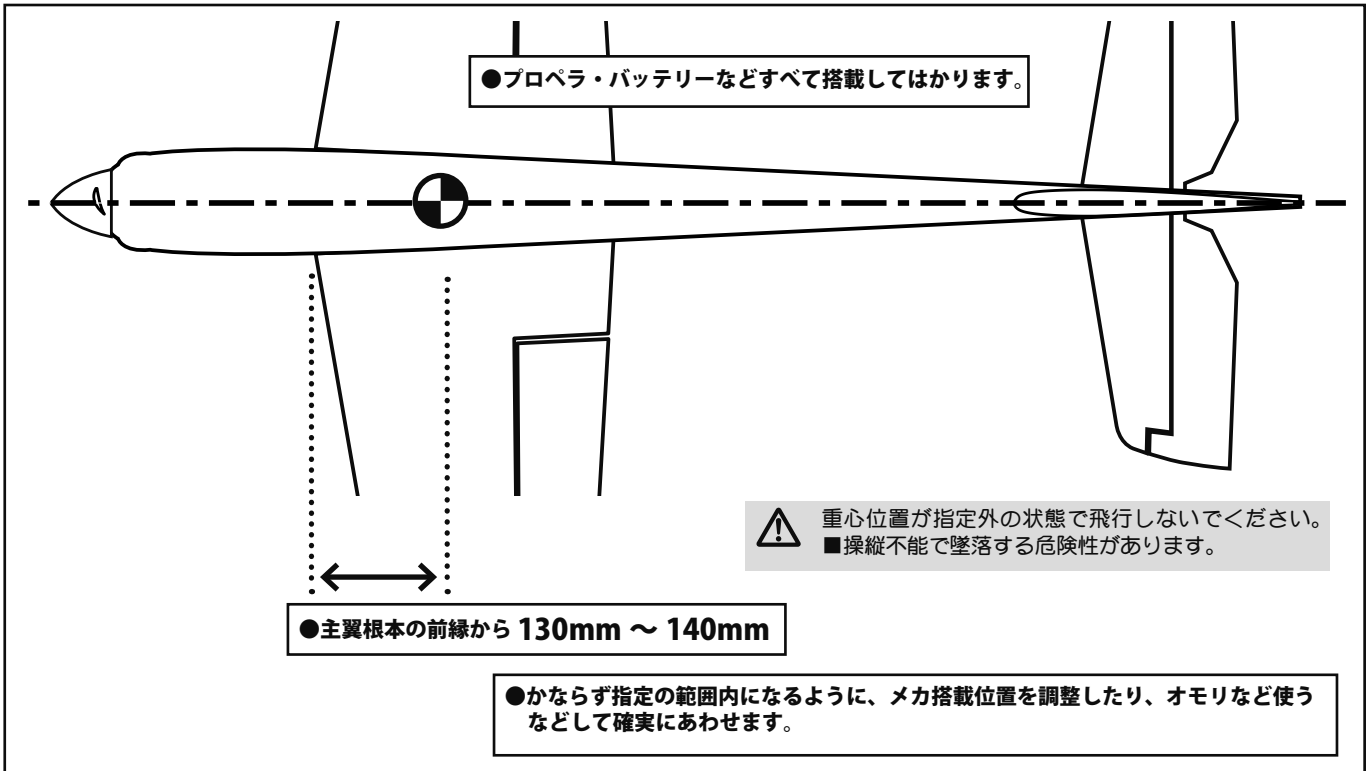 ●プロペラ・バッテリーなどすべて搭載してはかります。
重心位置が指定外の状態で飛行しないでください。
■操縦不能で墜落する危険性があります。
●主翼根本の前縁から 130mm ～ 140mm
●かならず指定の範囲内になるように、メカ搭載位置を調整したり、オモリなど使う
などして確実にあわせます。